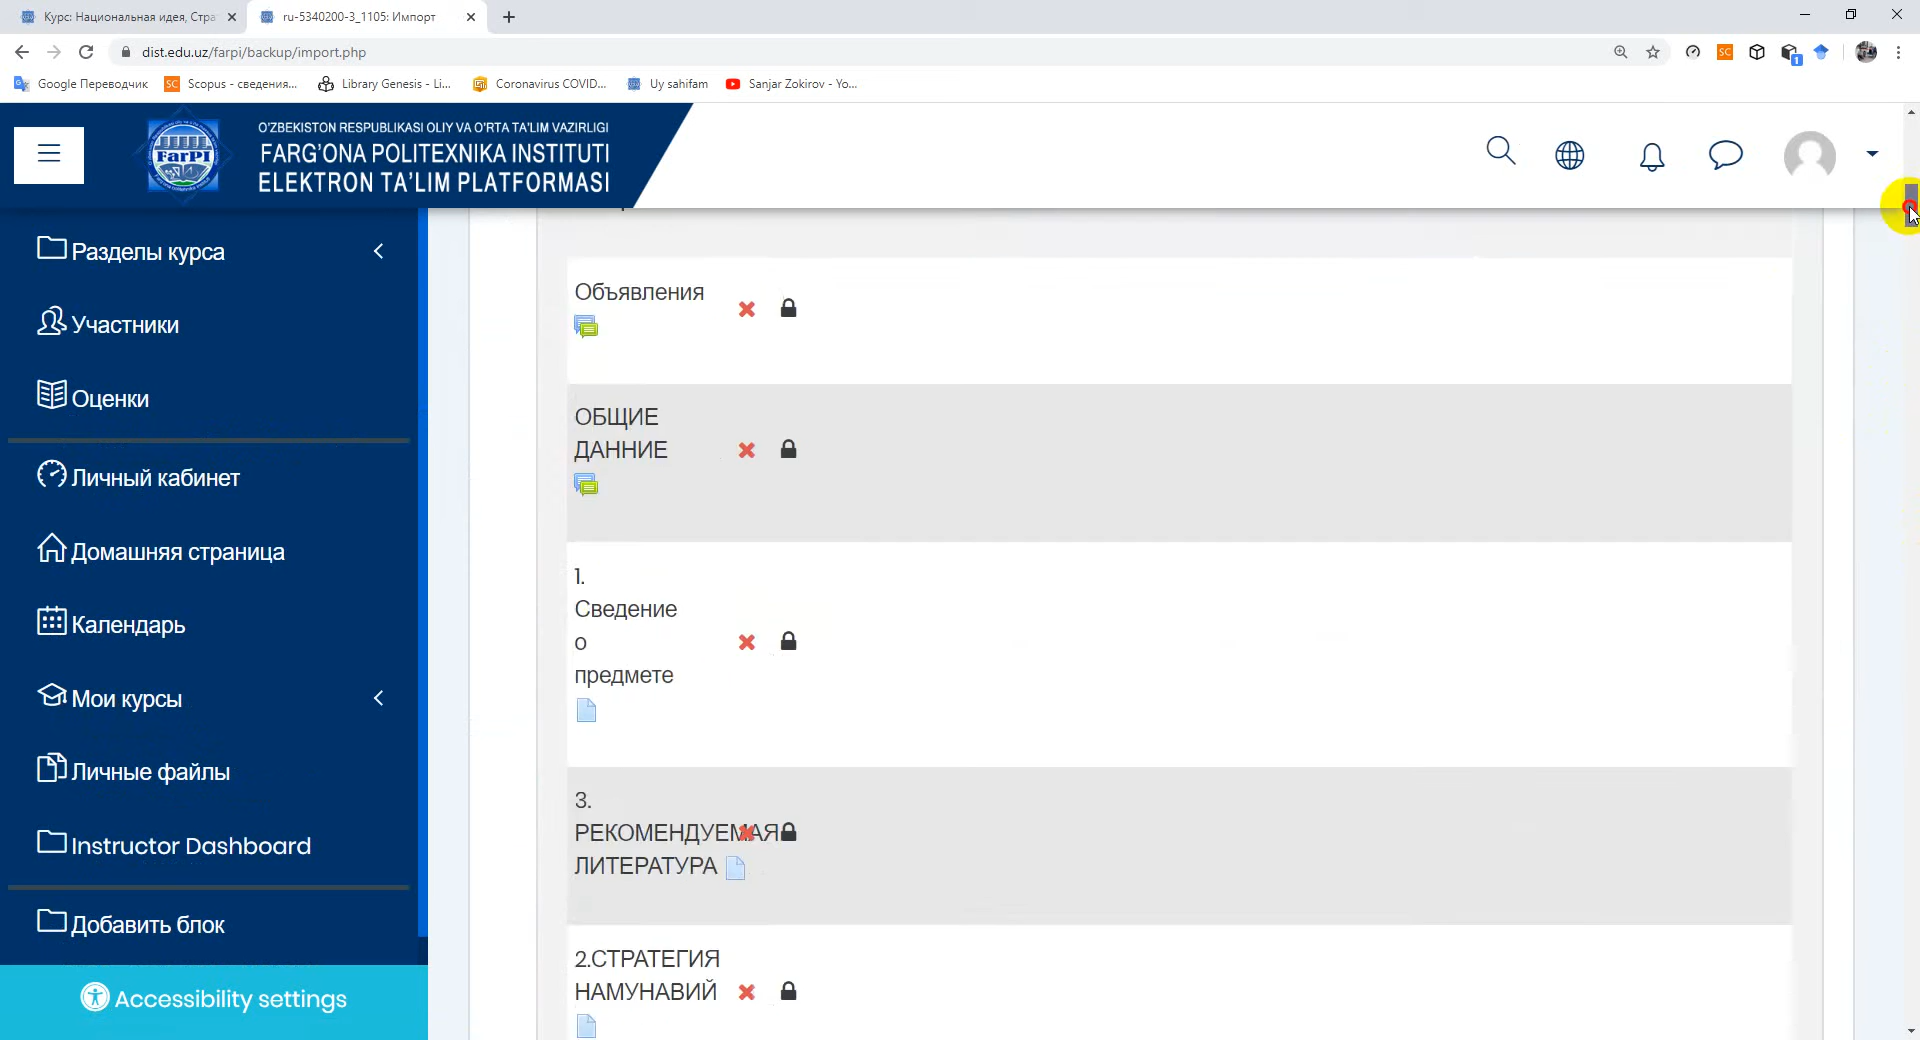 Курс: Национальная идея, Стра
ru-5340200-3_1105: Импорт
dist.edu.uz/farpi/backup/import.php
Google Переводчик
Scopus - сведения...
Library Genesis - Li...
Coronavirus COVID...
Uy sahifam
Sanjar Zokirov - Yo...
O'ZBEKISTON RESPUBLIKASI OLIY VA O'RTA TA'LIM VAZIRLIGI
FARG'ONA POLITEXNIKA INSTITUTI
ELEKTRON TA'LIM PLATFORMASI
FarPI
Разделы курса
Участники
Оценки
Личный кабинет
Домашняя страница
Календарь
Мои курсы
Личные файлы
Instructor Dashboard
Добавить блок
Accessibility settings
Объявления
ОБЩИЕ
ДАННИЕ
1.
Сведение
о
предмете
3.
РЕКОМЕНДУЕМАЯ
ЛИТЕРАТУРА
2.СТРАТЕГИЯ
НАМУНАВИЙ